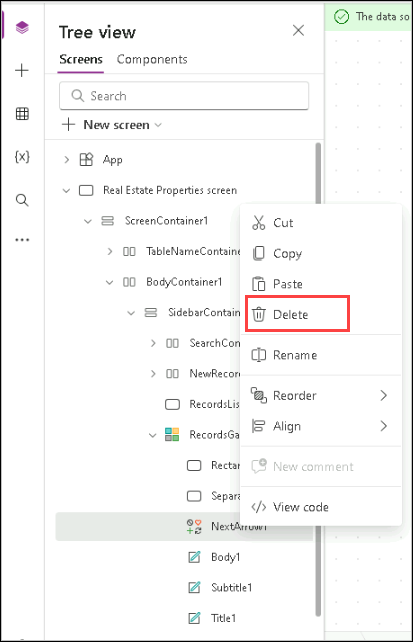 Tree view
The data so
Screens Components
Search
New screen
App
Real Estate Properties screen
ScreenContainer1
TableNameContaine
BodyContainer1
SidebarContain
SearchCon
NewRecor
RecordsLis
RecordsGa
Rectan
Separa
NextArrow1
Body1
Subtitle1
Title1
Cut
Copy
Paste
Delete
Rename
Reorder
Align
New comment
View code
{x}